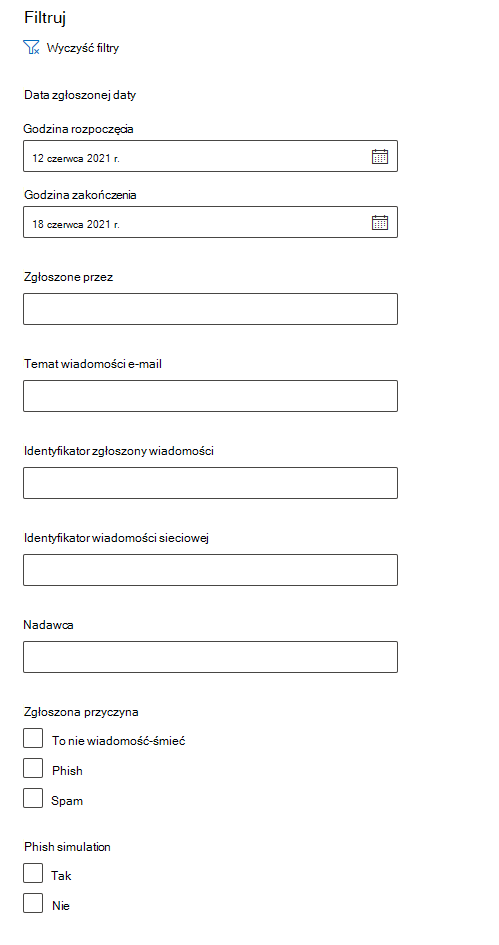 Filtruj
Wyczyść filtry
Data zgłoszonej daty
Godzina rozpoczęcia
12 czerwca 2021 r.
Godzina zakończenia
18 czerwca 2021 r.
Zgłoszone przez
Temat wiadomości e-mail
Identyfikator zgłoszony wiadomości
Identyfikator wiadomości sieciowej
Nadawca
Zgłoszona przyczyna
To nie wiadomość-śmieć
Phish
Spam
Phish simulation
Tak
Nie